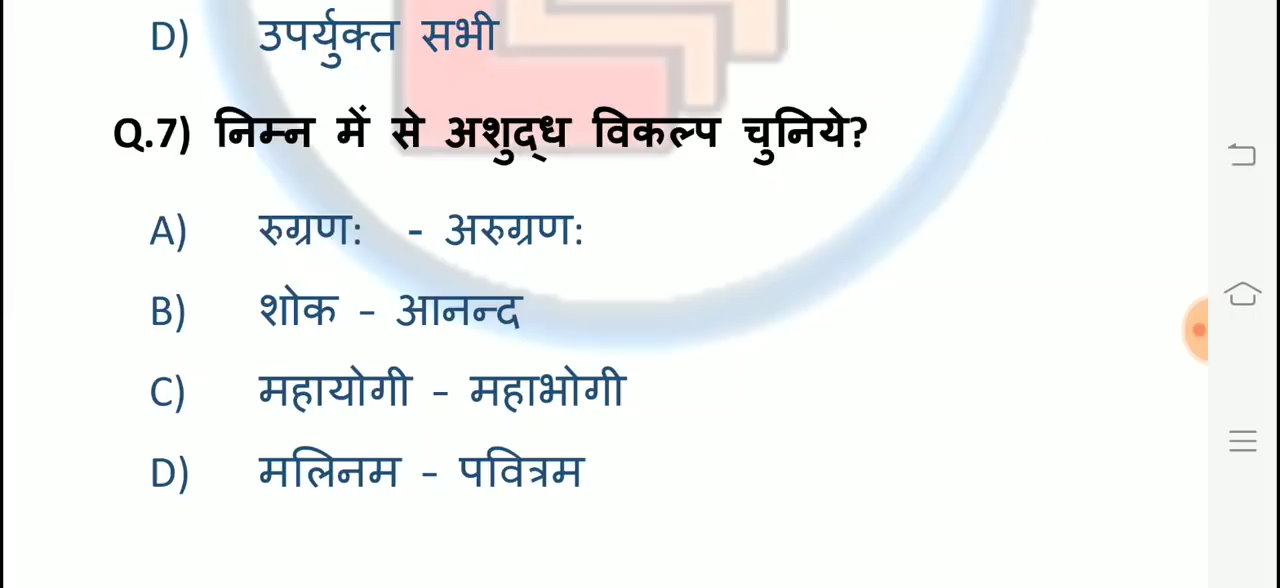 D) उपर्युक्त सभी
Q.7) निम्न में से अशुद्ध विकल्प चुनिये?
A) रुग्रण: - अरुग्रण:
B) शोक - आनन्द
C) महायोगी - महाभोगी
D) मलिनम - पवित्रम